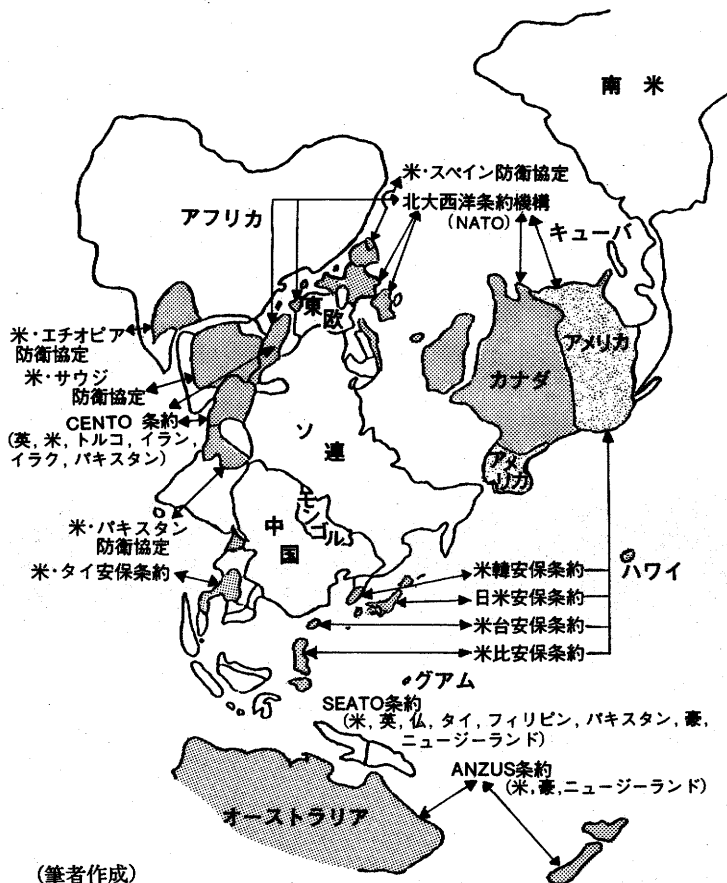 南米
米・スペイン防衛協定
北大西洋条約機構
(NATO)
アフリカ
キューバ
東欧
米・エチオピア
防衛協定
米・サウジ
防衛協定
アメリカ
カナダ
CENTO 条約
(英, 米, トルコ, イラン,
イラク, パキスタン)
ソ連
アメ
リカ
モンゴル
中国
米・パキスタン
防衛協定
ハワイ
米・タイ安保条約
米韓安保条約
日米安保条約
米台安保条約
米比安保条約
グアム
SEATO条約
(米, 英, 仏, タイ, フィリピン, パキスタン, 豪,
ニュージーランド)
ANZUS条約
(米, 豪, ニュージーランド)
オーストラリア
(筆者作成)